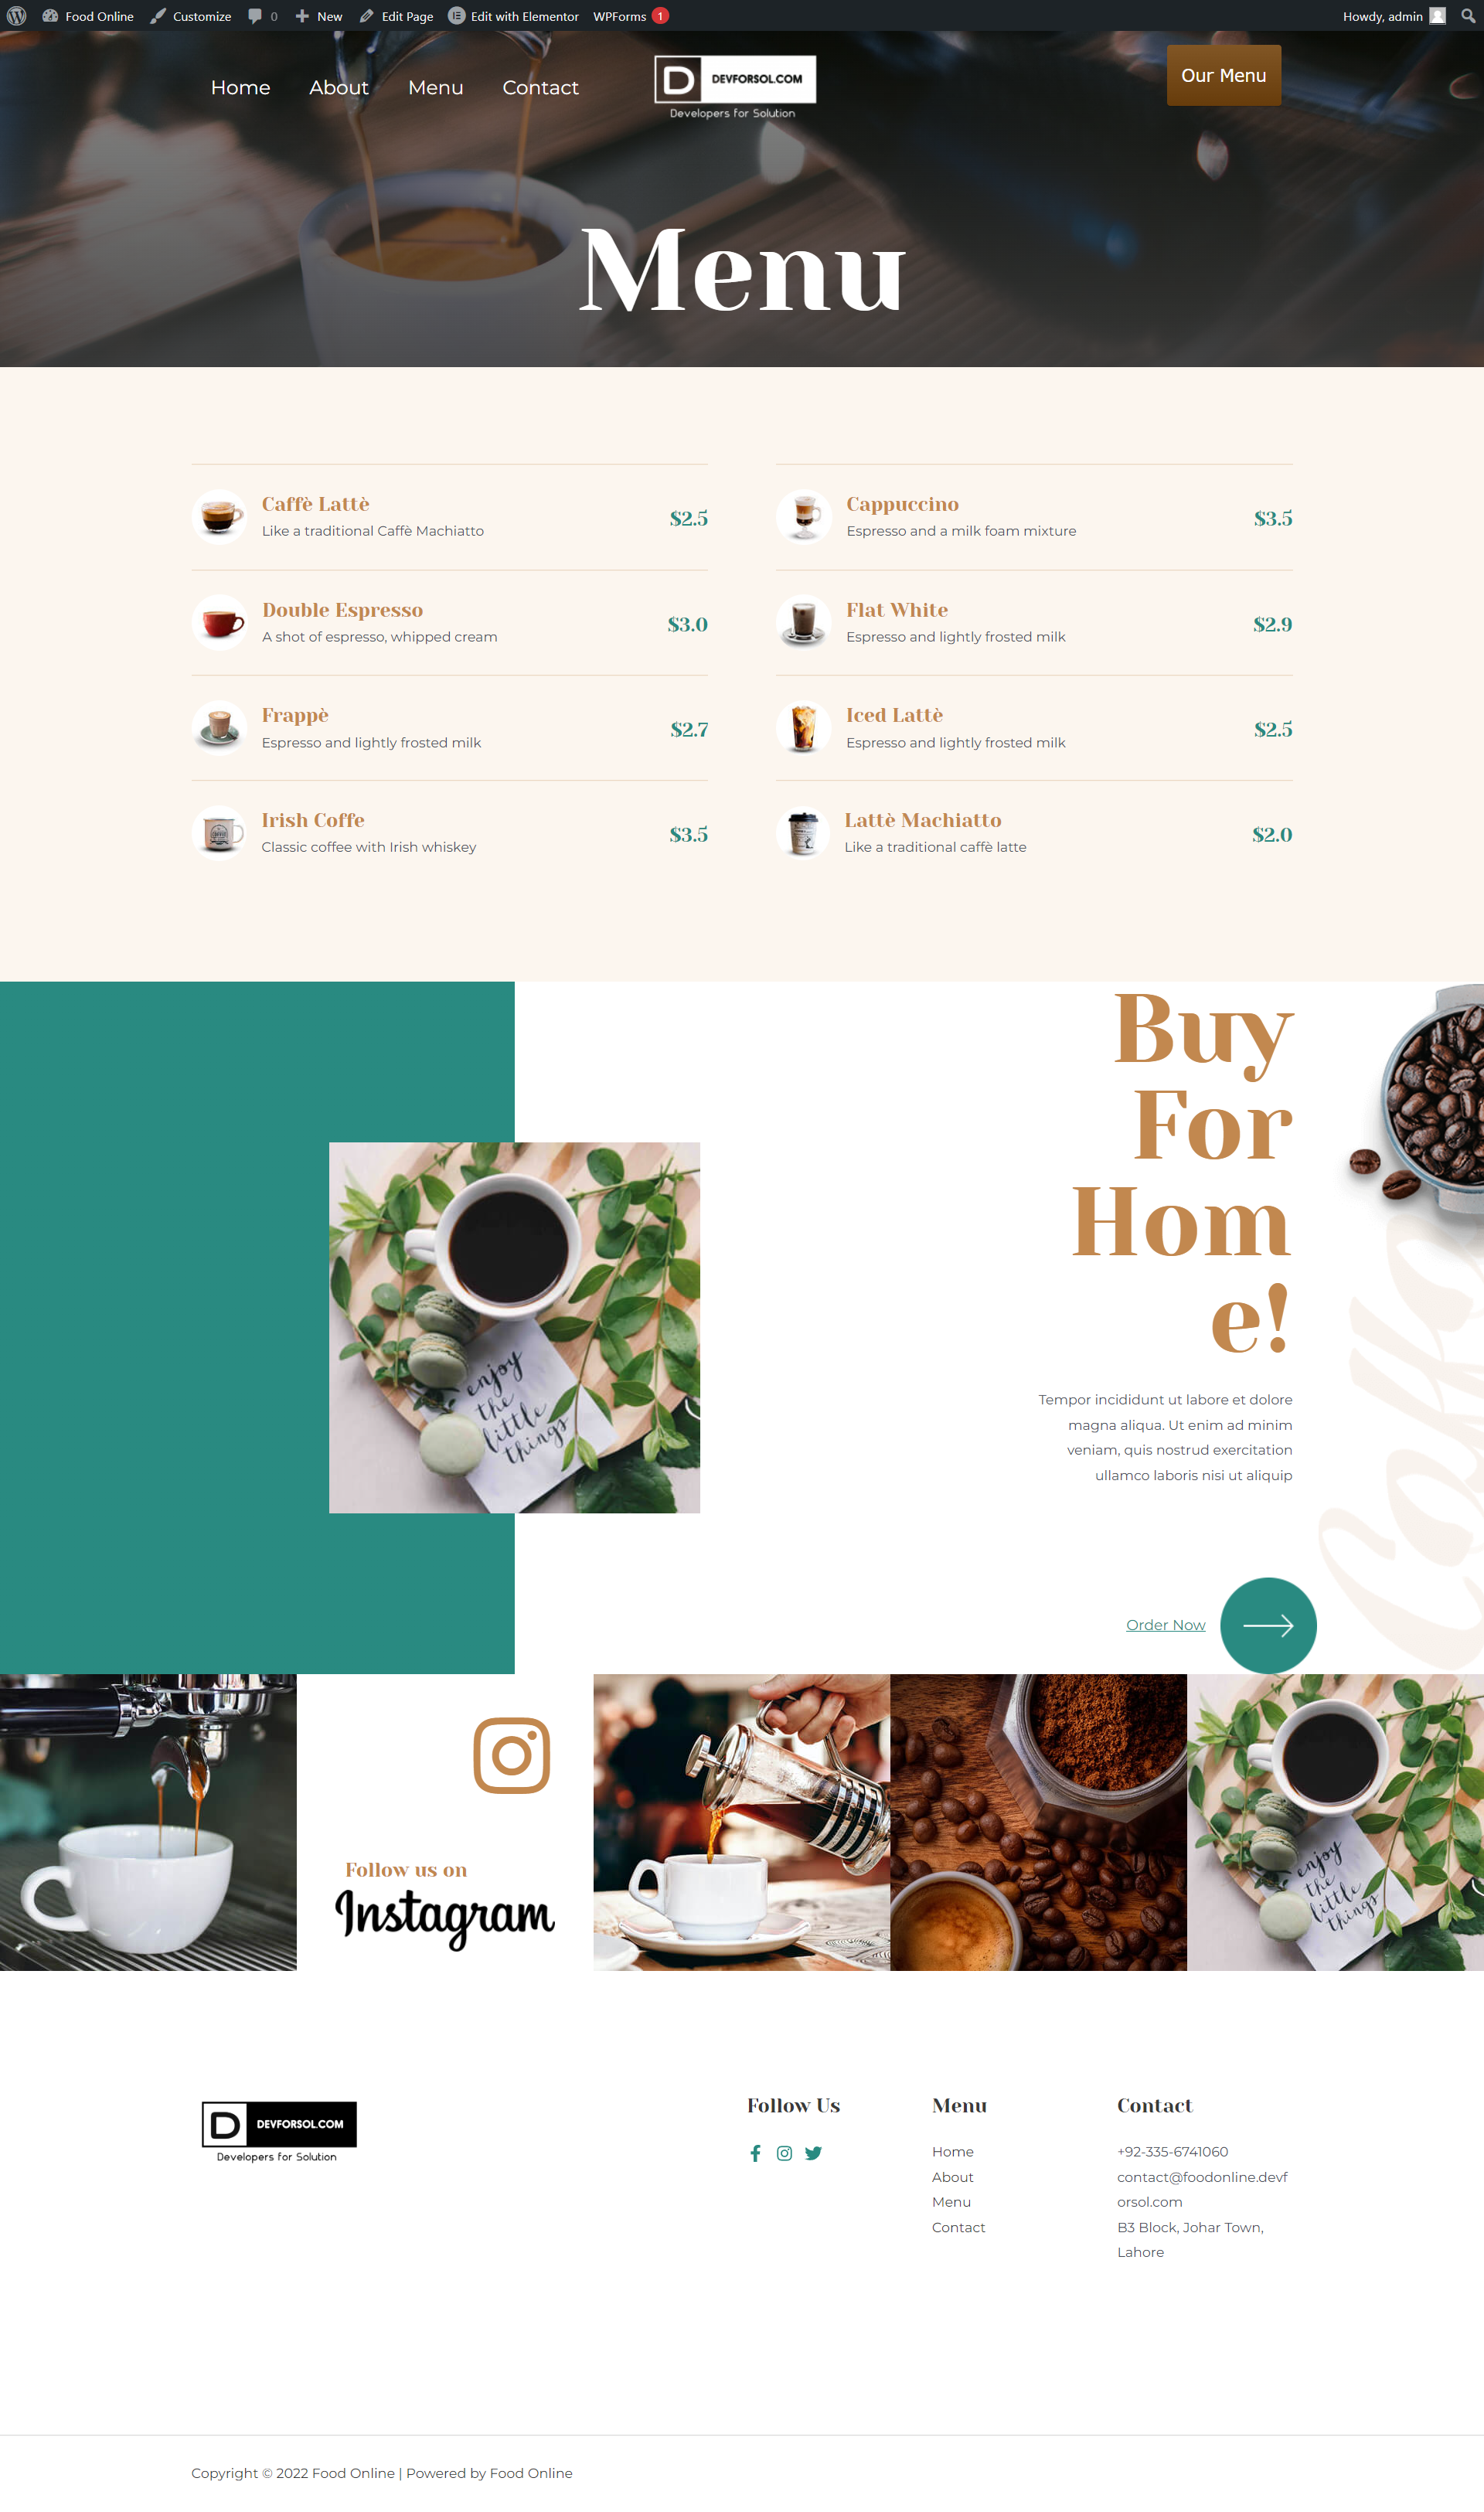 Food Online
Customize
0
New
Edit Page
Edit with Elementor
WPForms 1
Howdy, admin
Home
About
Menu
Contact
D DEVFORSOL.COM
Developers for Solution
Our Menu
Menu
Caffè Lattè
Like a traditional Caffè Machiatto
$2.5
Double Espresso
A shot of espresso, whipped cream
$3.0
Frappè
Espresso and lightly frosted milk
$2.7
Irish Coffe
Classic coffee with Irish whiskey
$3.5
Cappuccino
Espresso and a milk foam mixture
$3.5
Flat White
Espresso and lightly frosted milk
$2.9
Iced Lattè
Espresso and lightly frosted milk
$2.5
Lattè Machiatto
Like a traditional caffè latte
$2.0
enjoy
the
little
things
Buy
For
Hom
e!
Tempor incididunt ut labore et dolore
magna aliqua. Ut enim ad minim
veniam, quis nostrud exercitation
ullamco laboris nisi ut aliquip
Order Now
Follow us on
Instagram
enjoy
the
little
things
D DEVFORSOL.COM
Developers for Solution
Follow Us
Menu
Home
About
Menu
Contact
Contact
+92-335-6741060
contact@foodonline.devf
orsol.com
B3 Block, Johar Town,
Lahore
Copyright © 2022 Food Online | Powered by Food Online